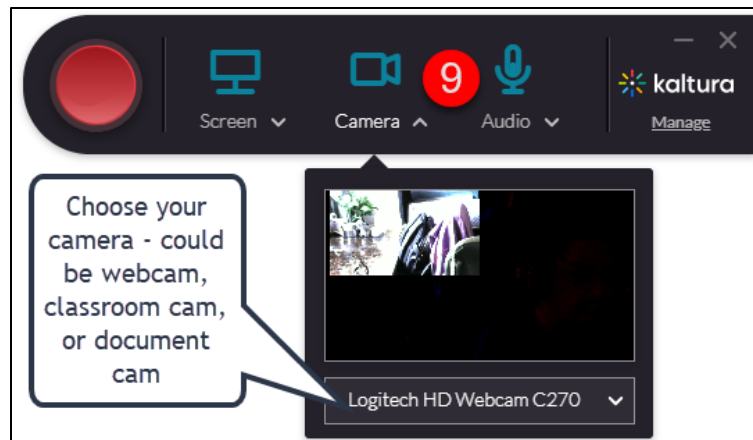 Screen
Camera
9
Audio
kaltura
Manage
Choose your
camera - could
be webcam,
classroom cam,
or document
cam
Logitech HD Webcam C270